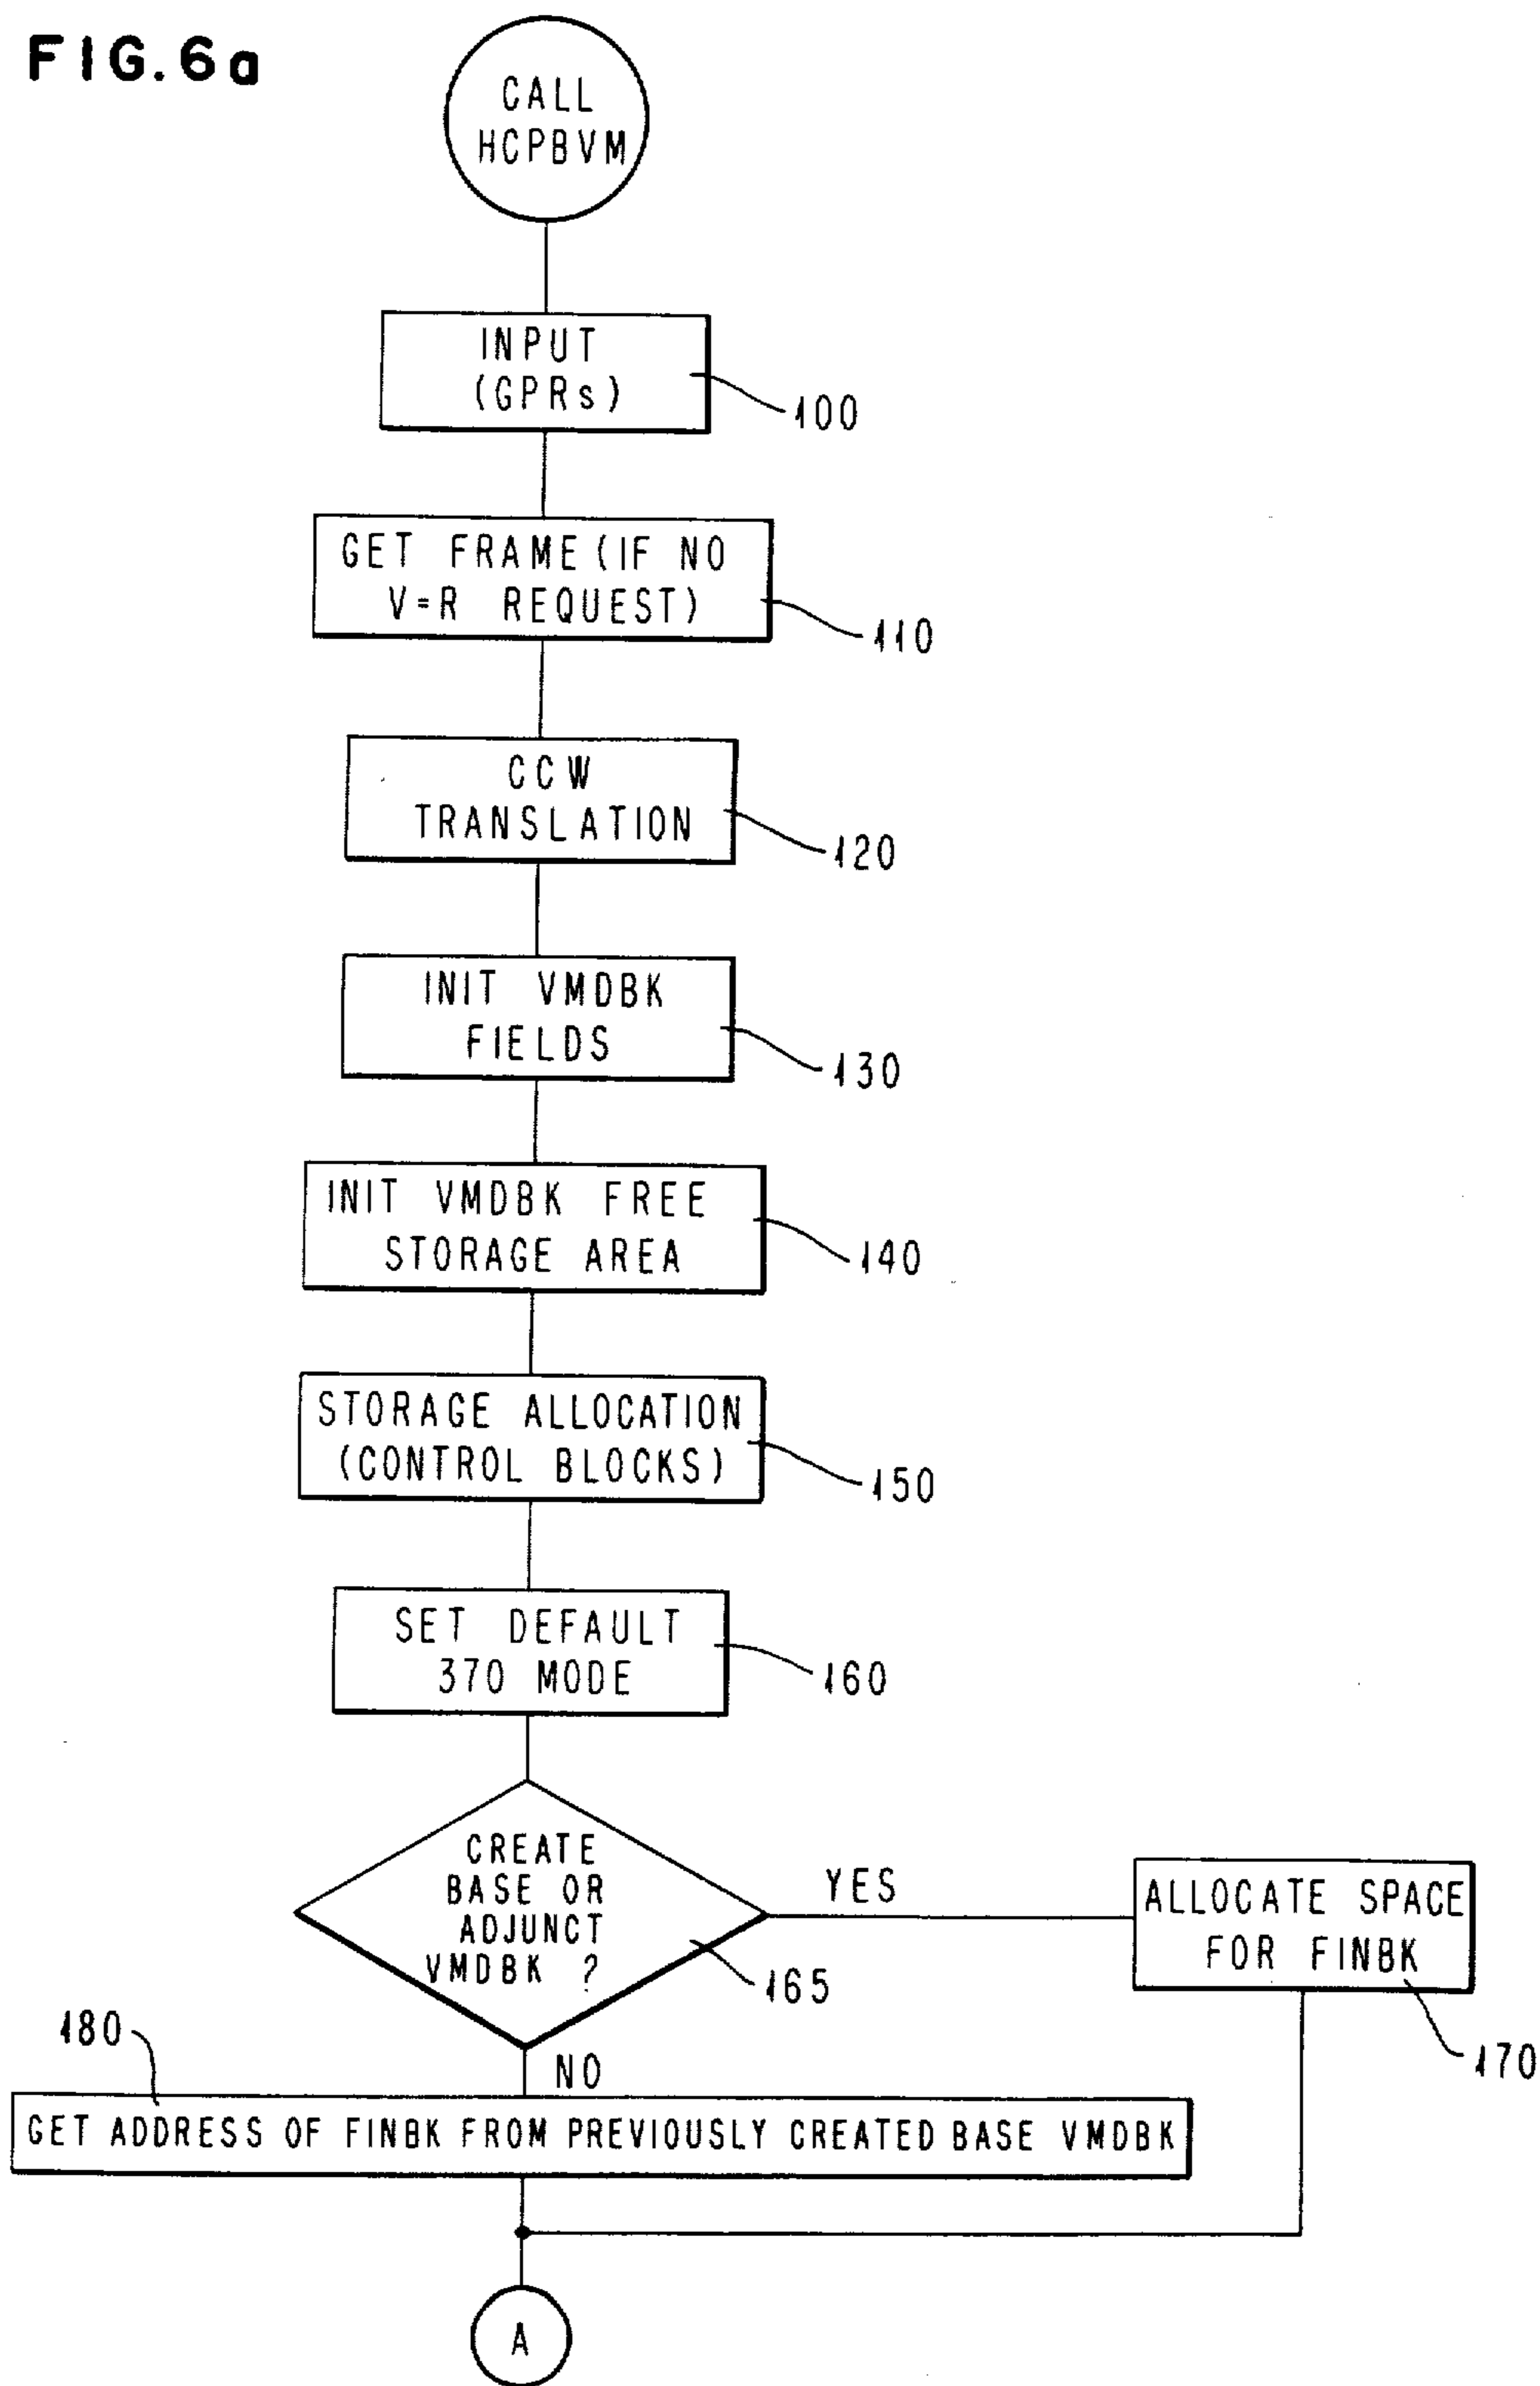 FIG.6a
CALL
HCPBVM
INPUT
(GPRs)
100
GET FRAME (IF NO
V=R REQUEST)
110
CCW
TRANSLATION
120
INIT VMDBK
FIELDS
130
INIT VMDBK FREE
STORAGE AREA
140
STORAGE ALLOCATION
(CONTROL BLOCKS)
150
SET DEFAULT
370 MODE
160
CREATE
BASE OR
ADJUNCT
VMDBK ?
165
YES
ALLOCATE SPACE
FOR FINBK
170
180
NO
GET ADDRESS OF FINBK FROM PREVIOUSLY CREATED BASE VMDBK
A